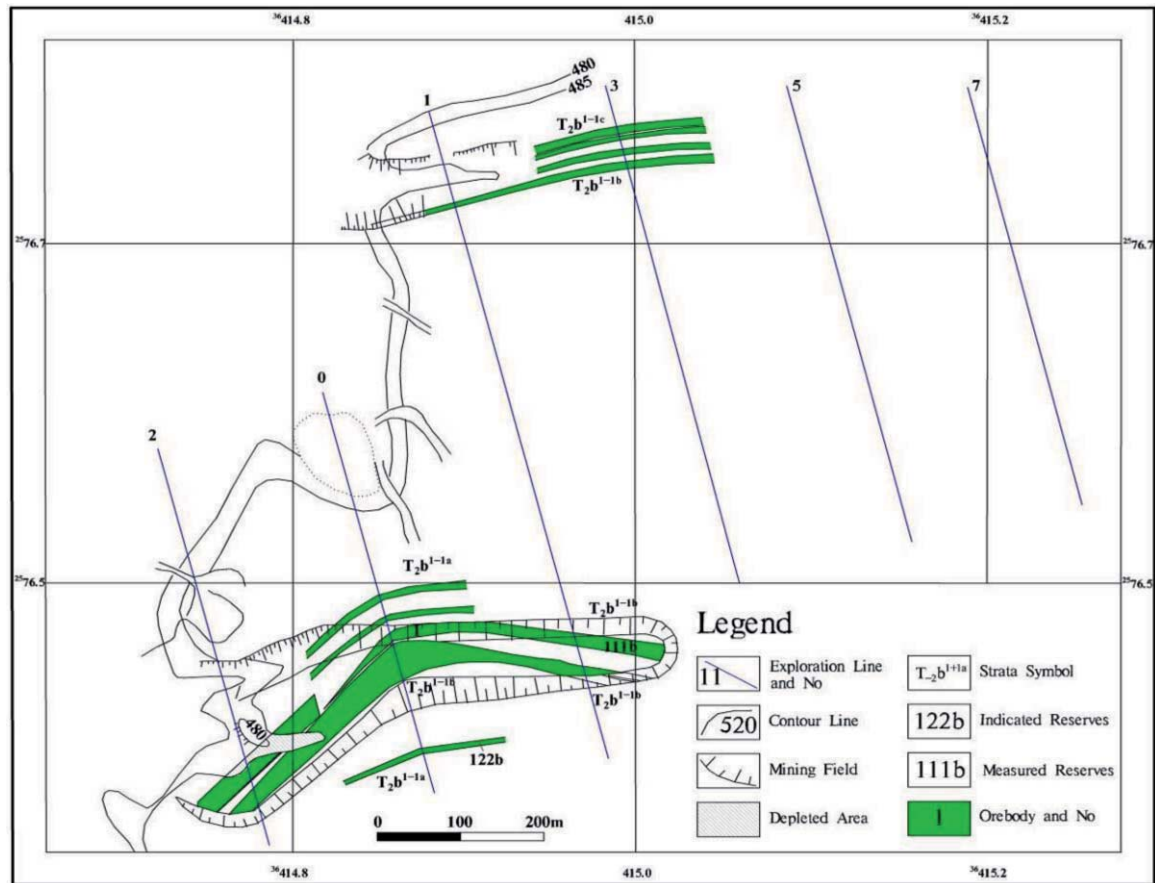 ³⁶414.8 415.0 ³⁶415.2
480
485
1 3 5 7
T₂b¹⁻¹ᶜ
T₂b¹⁻¹ᵇ
²⁵76.7 ²⁵76.7
0
2
²⁵76.5 ²⁵76.5
T₂b¹⁻¹ᵃ
T₂b¹⁻¹ᵇ
1
111b
T₂b¹⁻¹ᵇ
T₂b¹⁻¹ᵇ
480
122b
T₂b¹⁻¹ᵃ
0 100 200m
Legend
11 Exploration Line and No
520 Contour Line
Mining Field
Depleted Area
T₋₂b¹⁺¹ᵃ Strata Symbol
122b Indicated Reserves
111b Measured Reserves
1 Orebody and No
³⁶414.8 415.0 ³⁶415.2